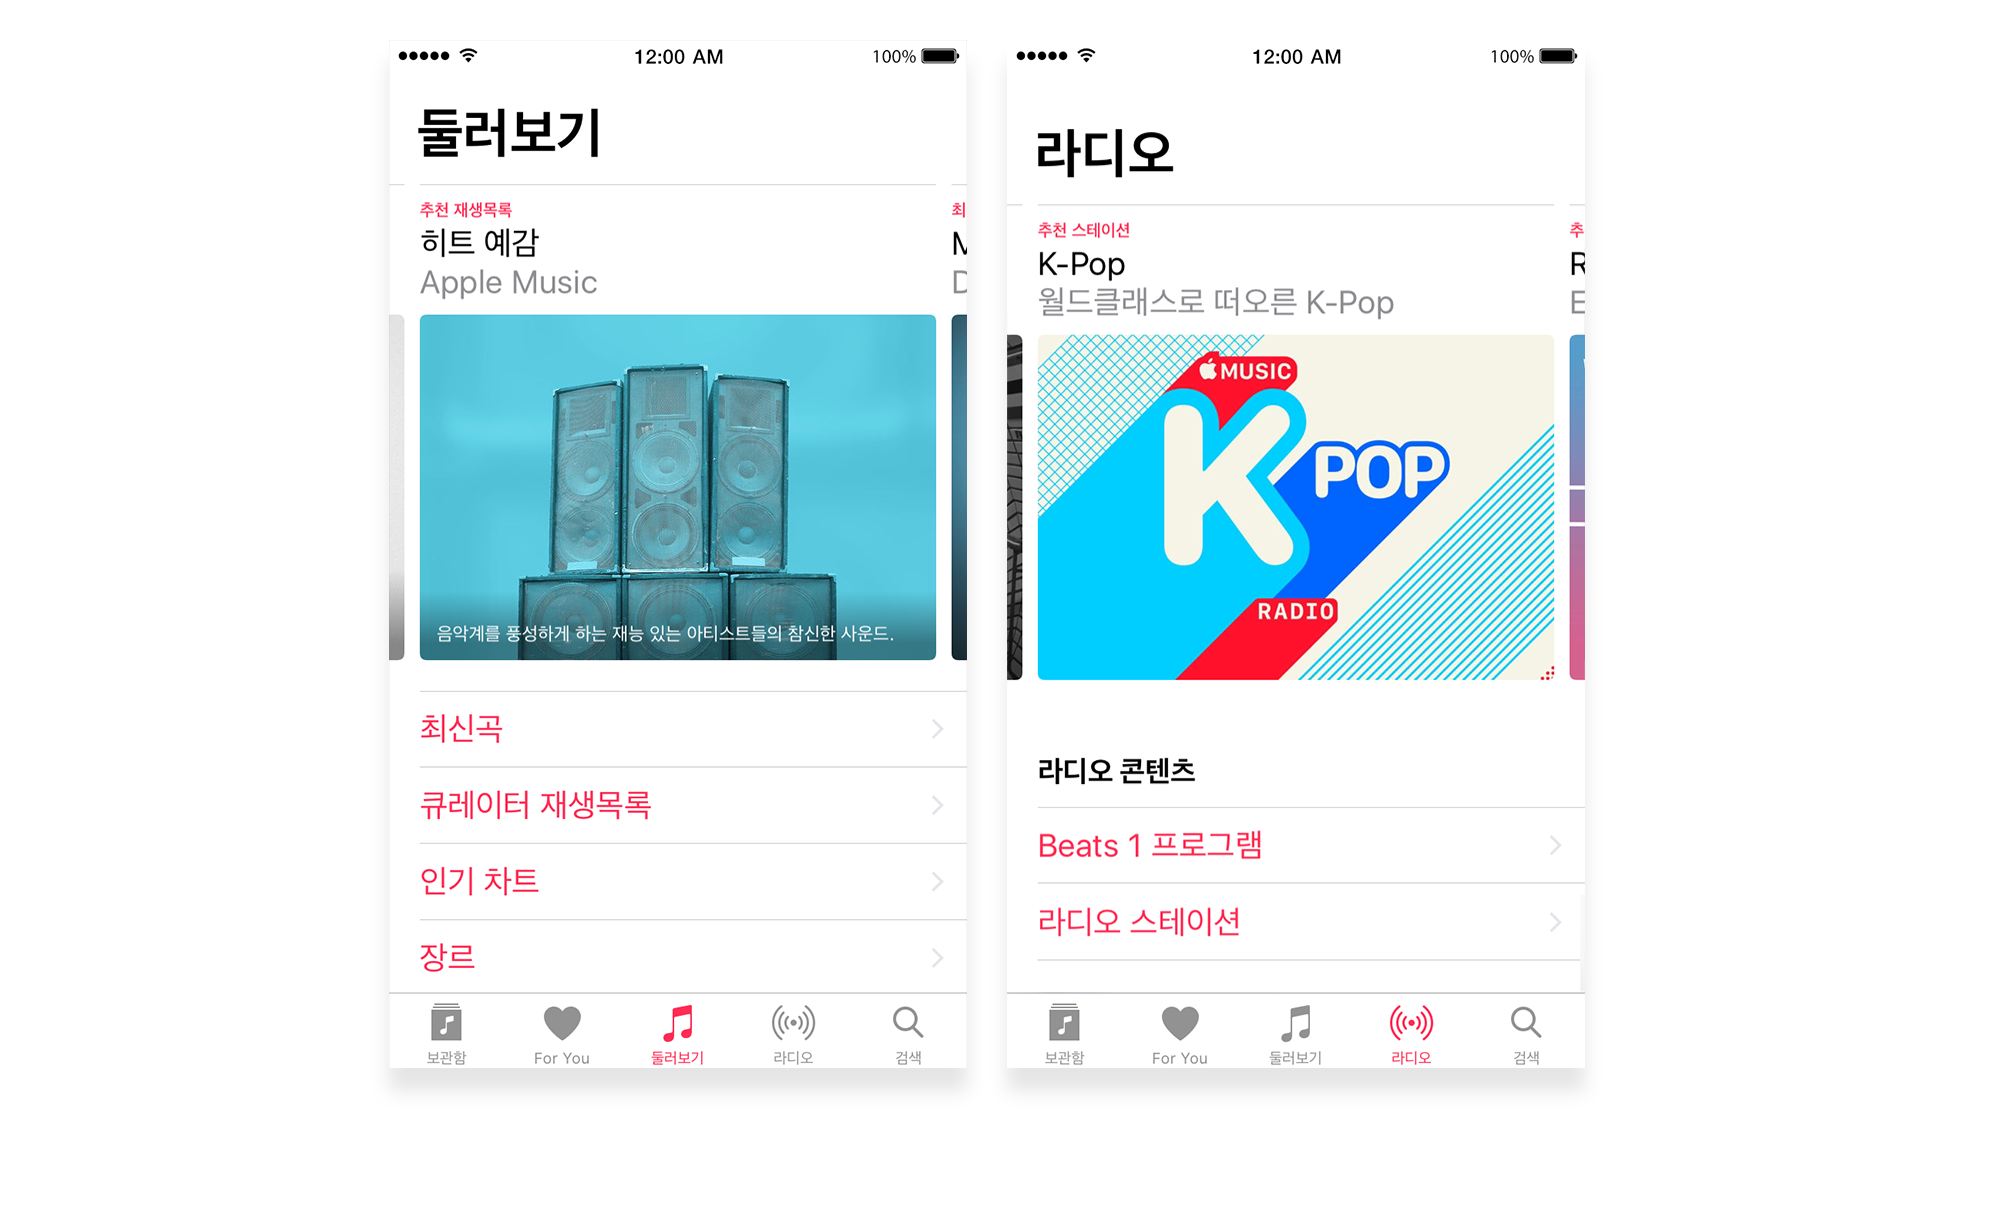 12:00 AM
100%
둘러보기
추천 재생목록
히트 예감
Apple Music
최
M
D
음악계를 풍성하게 하는 재능 있는 아티스트들의 참신한 사운드.
최신곡
큐레이터 재생목록
인기 차트
장르
보관함
For You
둘러보기
라디오
검색
12:00 AM
100%
라디오
추천 스테이션
K-Pop
월드클래스로 떠오른 K-Pop
추
R
E
MUSIC
K POP
RADIO
라디오 콘텐츠
Beats 1 프로그램
라디오 스테이션
보관함
For You
둘러보기
라디오
검색